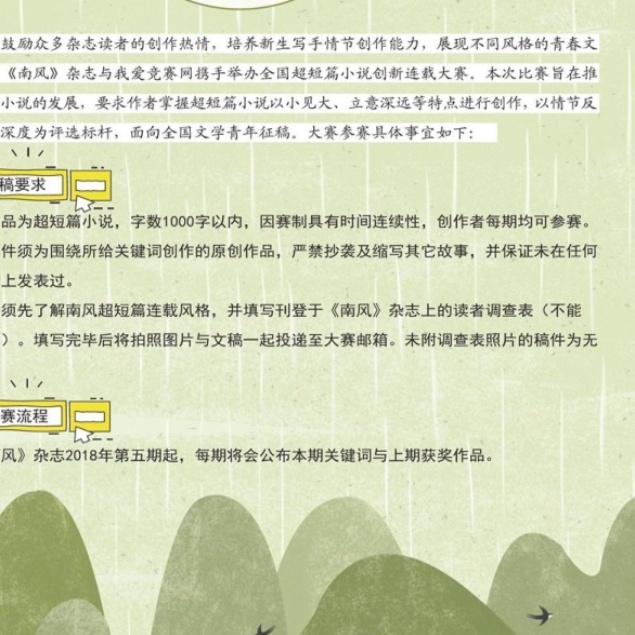 鼓励众多杂志读者的创作热情，培养新生写手情节创作能力，展现不同风格的青春文
《南风》杂志与我爱竞赛网携手举办全国超短篇小说创新连载大赛。本次比赛旨在推
小说的发展，要求作者掌握超短篇小说以小见大、立意深远等特点进行创作，以情节反
深度为评选标杆，面向全国文学青年征稿。大赛参赛具体事宜如下：
稿要求
品为超短篇小说，字数1000字以内，因赛制具有时间连续性，创作者每期均可参赛。
件须为围绕所给关键词创作的原创作品，严禁抄袭及缩写其它故事，并保证未在任何
上发表过。
须先了解南风超短篇连载风格，并填写刊登于《南风》杂志上的读者调查表（不能
）。填写完毕后将拍照图片与文稿一起投递至大赛邮箱。未附调查表照片的稿件为无
赛流程
风》杂志2018年第五期起，每期将会公布本期关键词与上期获奖作品。